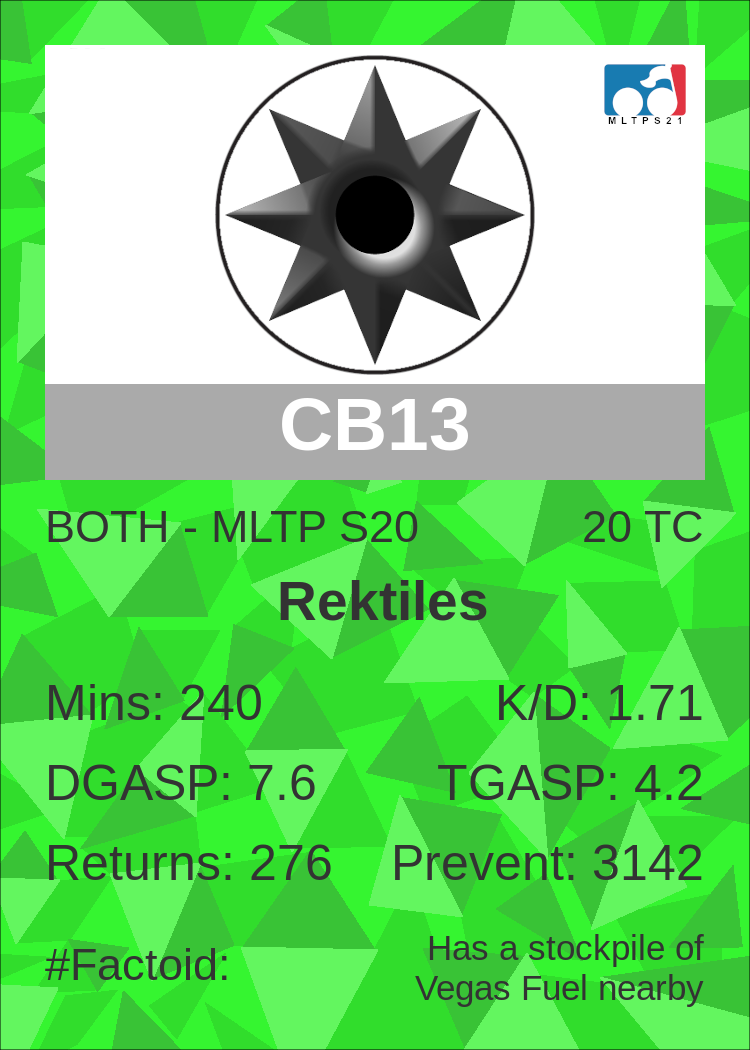 MLTPS21
CB13
BOTH - MLTP S20 20 TC
Rektiles
Mins: 240 K/D: 1.71
DGASP: 7.6 TGASP: 4.2
Returns: 276 Prevent: 3142
#Factoid: Has a stockpile of
Vegas Fuel nearby